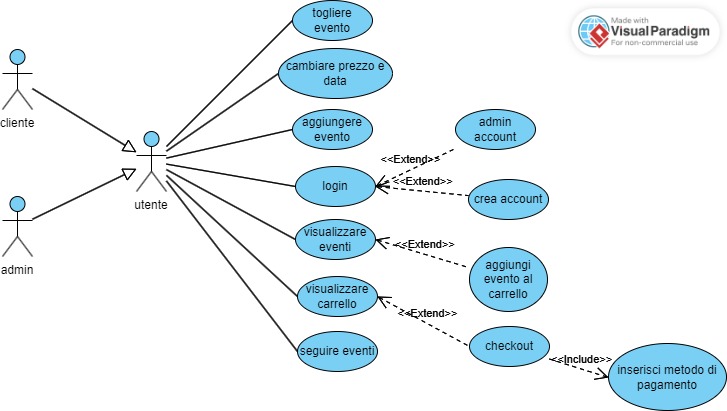 togliere
evento
Made with
Visual Paradigm
For non-commercial use
cambiare prezzo e
data
cliente
aggiungere
evento
admin
account
<<Extend>>
login
<<Extend>>
crea account
utente
visualizzare
eventi
<<Extend>>
admin
aggiungi
evento al
carrello
visualizzare
carrello
<<Extend>>
seguire eventi
checkout
<<Include>>
inserisci metodo di
pagamento